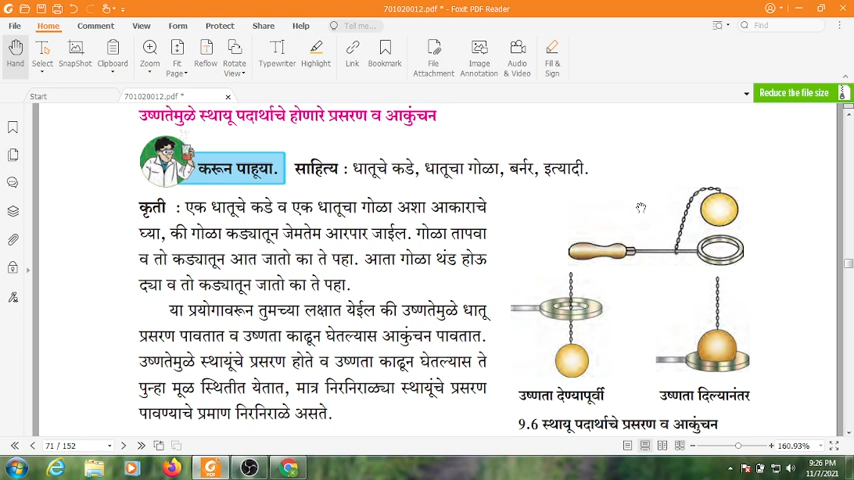 701020012.pdf * - Foxit PDF Reader
File Home Comment View Form Protect Share Help Tell me... Find
Hand Select SnapShot Clipboard Zoom Fit Page Reflow Rotate View Typewriter Highlight Link Bookmark File Attachment Image Annotation Audio & Video Fill & Sign
Start 701020012.pdf * Reduce the file size
उष्णतेमुळे स्थायू पदार्थाचे होणारे प्रसरण व आकुंचन
करून पाहूया. साहित्य : धातूचे कडे, धातूचा गोळा, बर्नर, इत्यादी.
कृती : एक धातूचे कडे व एक धातूचा गोळा अशा आकाराचे
घ्या, की गोळा कड्यातून जेमतेम आरपार जाईल. गोळा तापवा
व तो कड्यातून आत जातो का ते पहा. आता गोळा थंड होऊ
द्या व तो कड्यातून जातो का ते पहा.
या प्रयोगावरून तुमच्या लक्षात येईल की उष्णतेमुळे धातू
प्रसरण पावतात व उष्णता काढून घेतल्यास आकुंचन पावतात.
उष्णतेमुळे स्थायूंचे प्रसरण होते व उष्णता काढून घेतल्यास ते
पुन्हा मूळ स्थितीत येतात, मात्र निरनिराळ्या स्थायूंचे प्रसरण
पावण्याचे प्रमाण निरनिराळे असते.
उष्णता देण्यापूर्वी उष्णता दिल्यानंतर
9.6 स्थायू पदार्थाचे प्रसरण व आकुंचन
71 / 152 160.93%
9:26 PM
11/7/2021